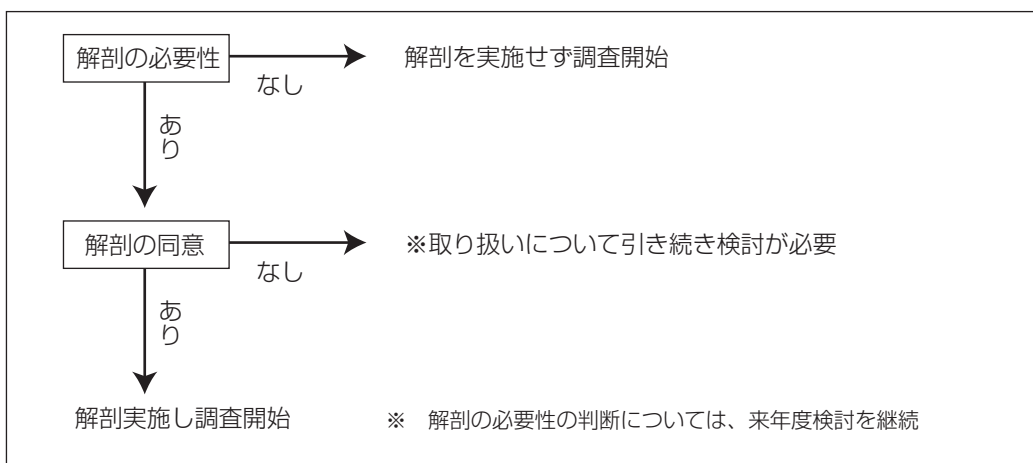 解剖の必要性
なし
解剖を実施せず調査開始
あり
解剖の同意
なし
※取り扱いについて引き続き検討が必要
あり
解剖実施し調査開始
※ 解剖の必要性の判断については、来年度検討を継続